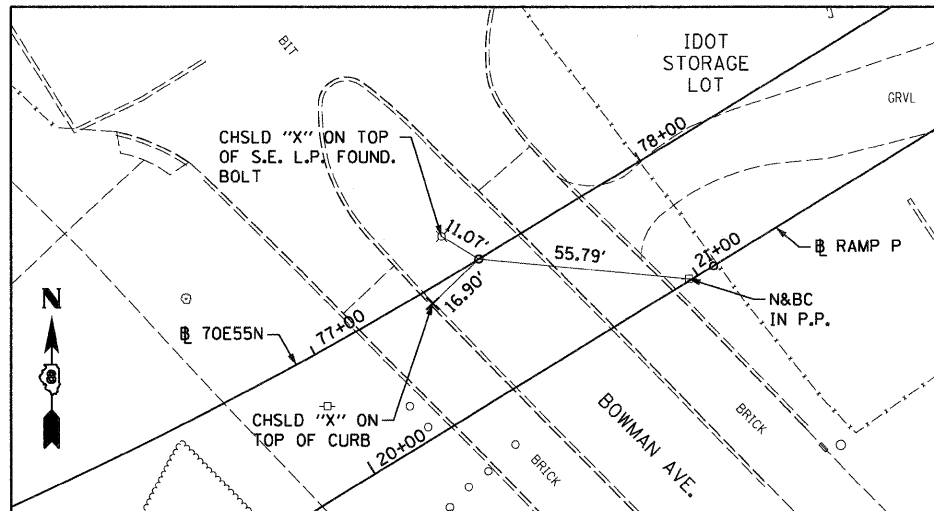 BIT
IDOT
STORAGE
LOT
GRVL
CHSLD "X" ON TOP
OF S.E. L.P. FOUND.
BOLT
78+00
11.07'
55.79'
21+00
℄ RAMP P
16.90'
N&BC
IN P.P.
N
8
℄ 70E55N
77+00
CHSLD "X" ON
TOP OF CURB
20+00
BOWMAN AVE.
BRICK
BRICK